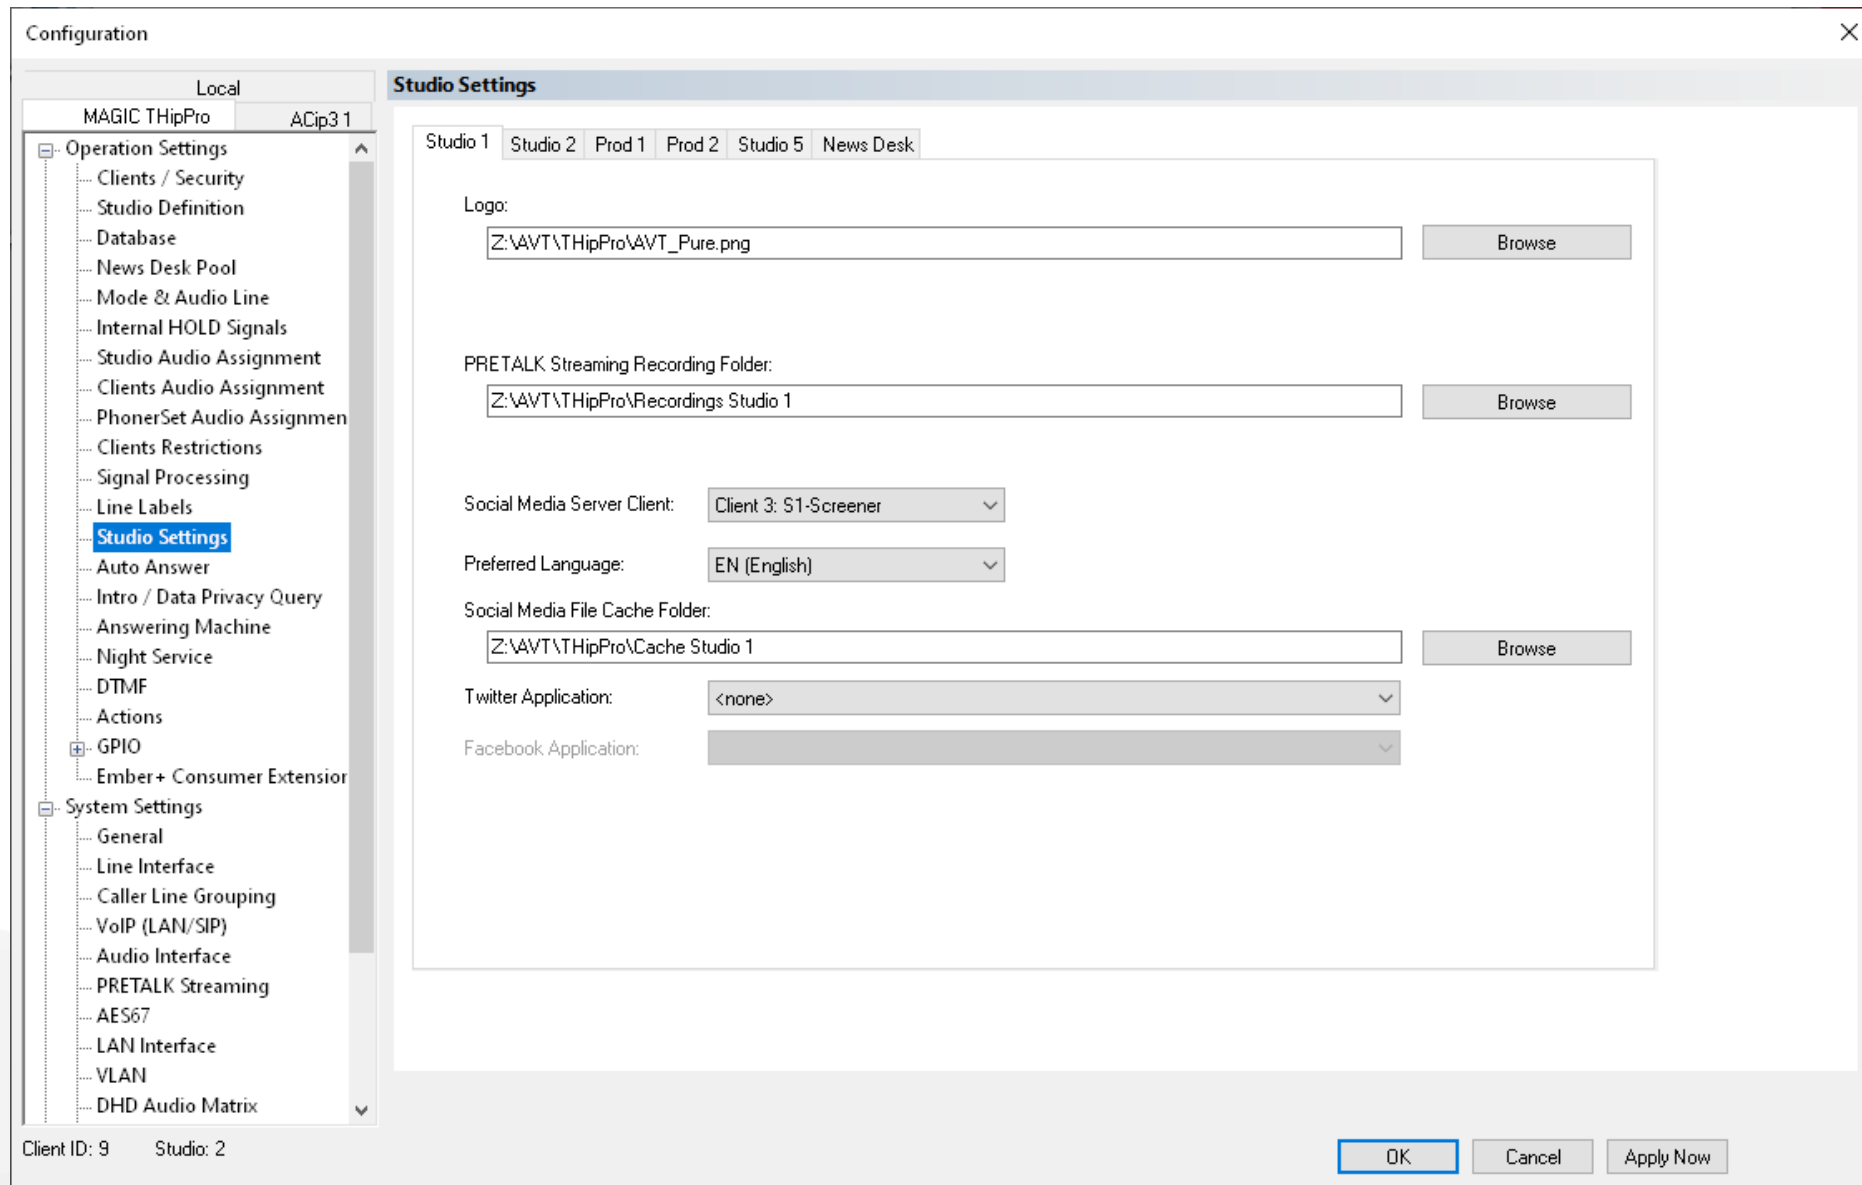 Configuration
Local
MAGIC THipPro
ACip3 1
Operation Settings
Clients / Security
Studio Definition
Database
News Desk Pool
Mode & Audio Line
Internal HOLD Signals
Studio Audio Assignment
Clients Audio Assignment
PhonerSet Audio Assignmen
Clients Restrictions
Signal Processing
Line Labels
Studio Settings
Auto Answer
Intro / Data Privacy Query
Answering Machine
Night Service
DTMF
Actions
GPIO
Ember+ Consumer Extension
System Settings
General
Line Interface
Caller Line Grouping
VoIP (LAN/SIP)
Audio Interface
PRETALK Streaming
AES67
LAN Interface
VLAN
DHD Audio Matrix
Client ID: 9 Studio: 2
Studio Settings
Studio 1 Studio 2 Prod 1 Prod 2 Studio 5 News Desk
Logo:
Z:\AVT\THipPro\AVT_Pure.png Browse
PRETALK Streaming Recording Folder:
Z:\AVT\THipPro\Recordings Studio 1 Browse
Social Media Server Client: Client 3: S1-Screener
Preferred Language: EN (English)
Social Media File Cache Folder:
Z:\AVT\THipPro\Cache Studio 1 Browse
Twitter Application: <none>
Facebook Application:
OK Cancel Apply Now